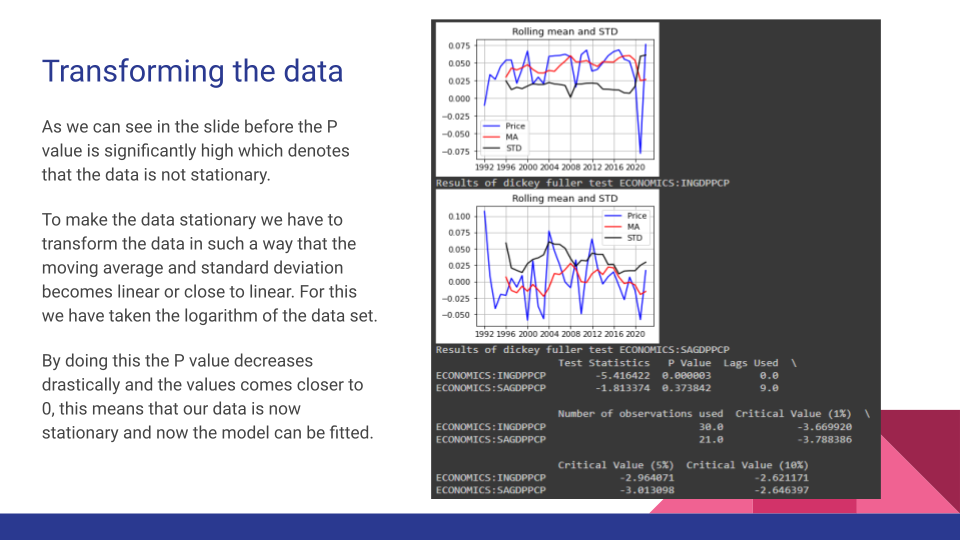 Transforming the data
As we can see in the slide before the P
value is significantly high which denotes
that the data is not stationary.
To make the data stationary we have to
transform the data in such a way that the
moving average and standard deviation
becomes linear or close to linear. For this
we have taken the logarithm of the data set.
By doing this the P value decreases
drastically and the values comes closer to
0, this means that our data is now
stationary and now the model can be fitted.
Rolling mean and STD
0.075
0.050
0.025
0.000
−0.025
−0.050
−0.075
Price
MA
STD
1992 1996 2000 2004 2008 2012 2016 2020
Results of dickey fuller test ECONOMICS:INGDPPCP
Rolling mean and STD
0.100
0.075
0.050
0.025
0.000
−0.025
−0.050
Price
MA
STD
1992 1996 2000 2004 2008 2012 2016 2020
Results of dickey fuller test ECONOMICS:SAGDPPCP
Test Statistics P Value Lags Used \
ECONOMICS:INGDPPCP -5.416422 0.000003 0.0
ECONOMICS:SAGDPPCP -1.813374 0.373842 9.0
Number of observations used Critical Value (1%) \
ECONOMICS:INGDPPCP 30.0 -3.669920
ECONOMICS:SAGDPPCP 21.0 -3.788386
Critical Value (5%) Critical Value (10%)
ECONOMICS:INGDPPCP -2.964071 -2.621171
ECONOMICS:SAGDPPCP -3.013098 -2.646397